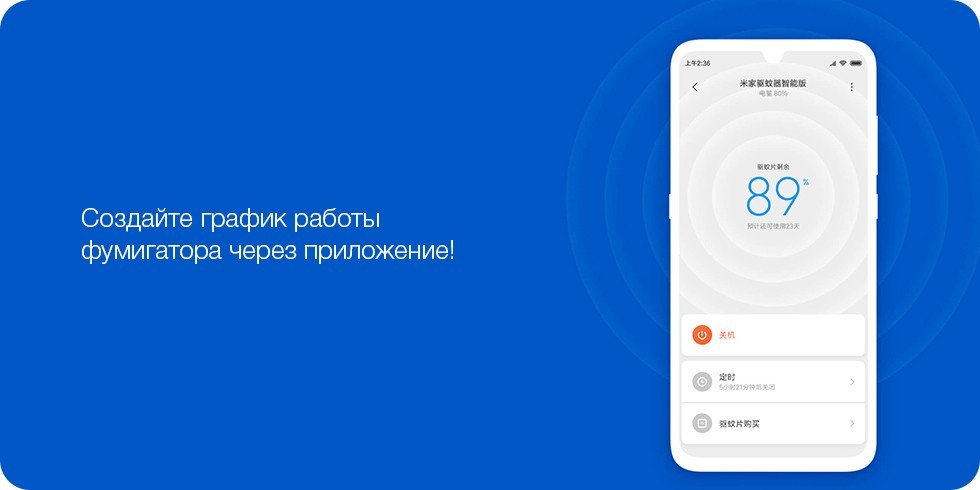 Создайте график работы
фумигатора через приложение!
上午2:36
米家驱蚊器智能版
电量 80%
驱蚊片剩余
89%
预计还可使用23天
关机
定时
5小时21分钟后关闭
驱蚊片购买